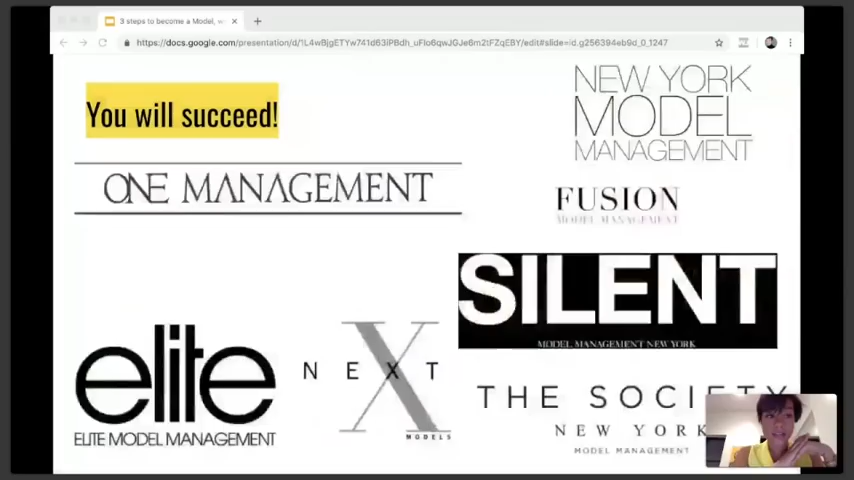 3 steps to become a Model, w
https://docs.google.com/presentation/d/1L4wBjgETYw741d63iPBdh_uFlo6qwJGJe6m2tFZqEBY/edit#slide=id.g256394eb9d_0_1247
You will succeed!
NEW YORK
MODEL
MANAGEMENT
ONE MANAGEMENT
FUSION
MODEL MANAGEMENT
SILENT
MODEL MANAGEMENT NEW YORK
elite
ELITE MODEL MANAGEMENT
NEXT
MODELS
THE SOCIETY
NEW YORK
MODEL MANAGEMENT